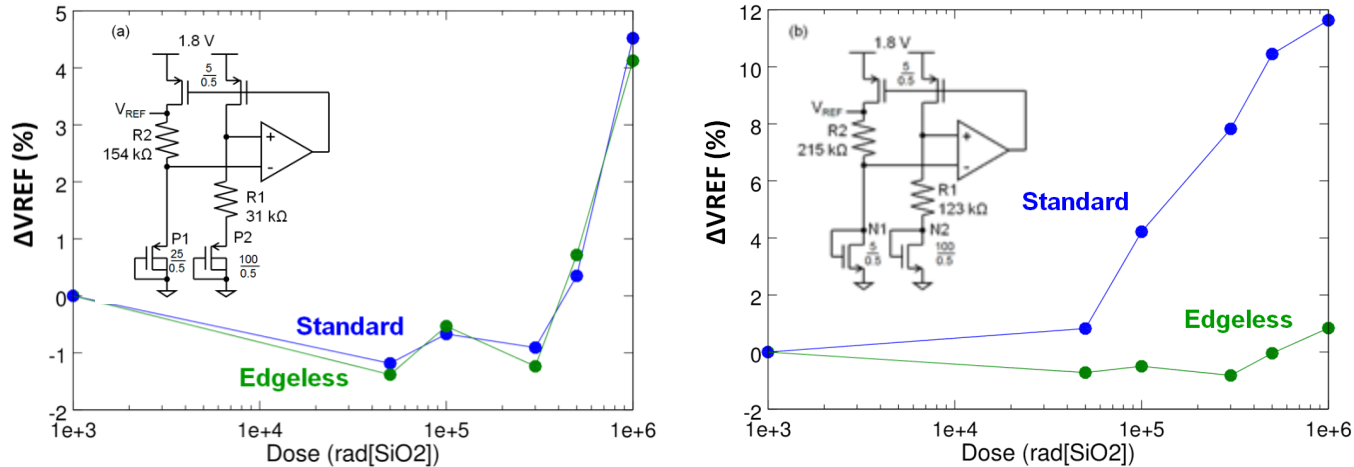 (a)
1.8 V
5
0.5
VREF
R2
154 kΩ
+
-
R1
31 kΩ
P1
P2
25
0.5
100
0.5
Standard
Edgeless
5
4
3
2
1
0
-1
-2
ΔVREF (%)
1e+3
1e+4
1e+5
1e+6
Dose (rad[SiO2])
(b)
1.8 V
5
0.5
VREF
R2
215 kΩ
+
-
R1
123 kΩ
N1
N2
5
0.5
100
0.5
Standard
Edgeless
12
10
8
6
4
2
0
-2
ΔVREF (%)
1e+3
1e+4
1e+5
1e+6
Dose (rad[SiO2])